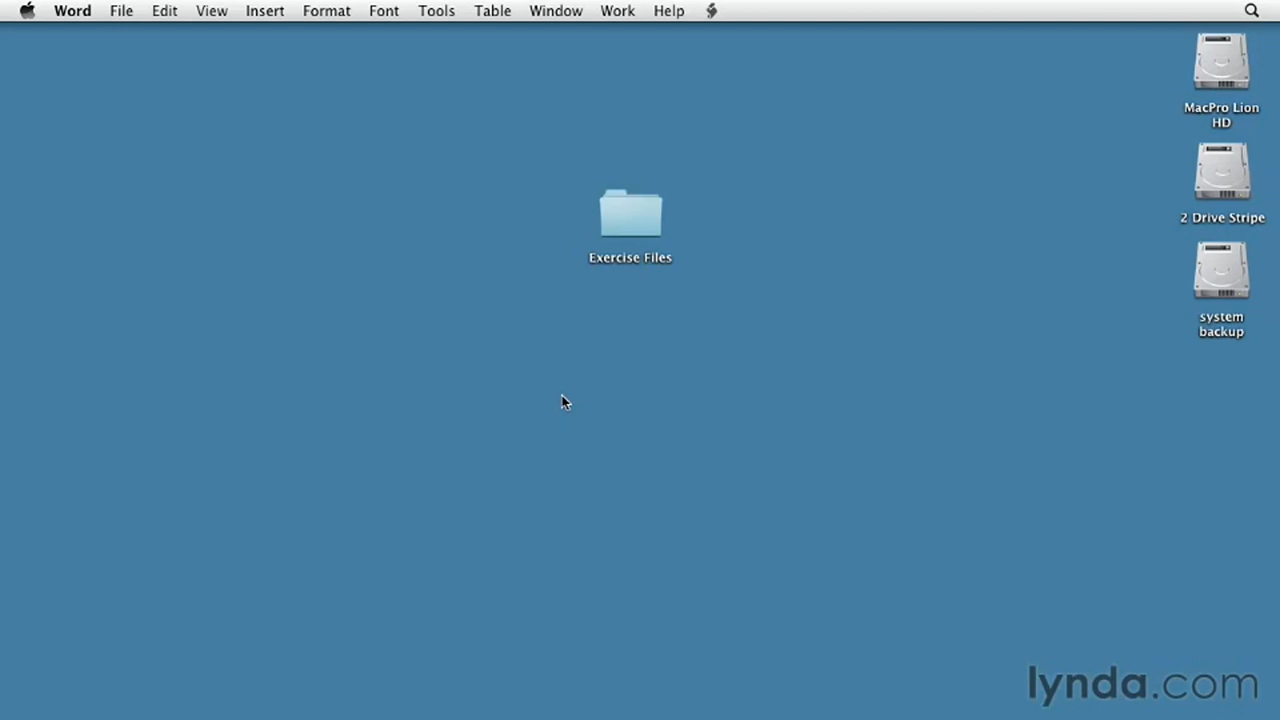 Word File Edit View Insert Format Font Tools Table Window Work Help
MacPro Lion
HD
2 Drive Stripe
Exercise Files
system
backup
lynda.com